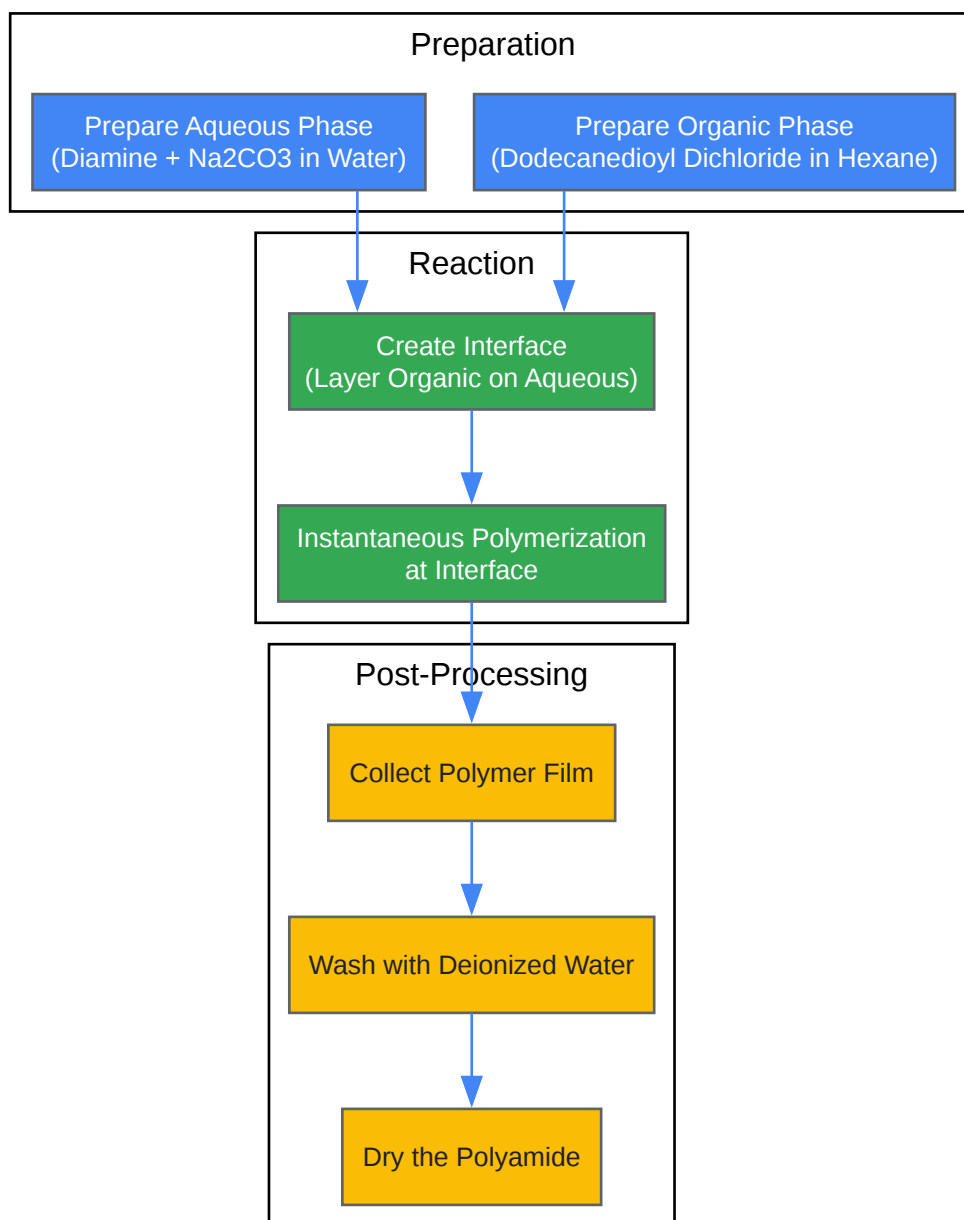 Preparation
Prepare Aqueous Phase
(Diamine + Na2CO3 in Water)
Prepare Organic Phase
(Dodecanedioyl Dichloride in Hexane)
Reaction
Create Interface
(Layer Organic on Aqueous)
Instantaneous Polymerization
at Interface
Post-Processing
Collect Polymer Film
Wash with Deionized Water
Dry the Polyamide